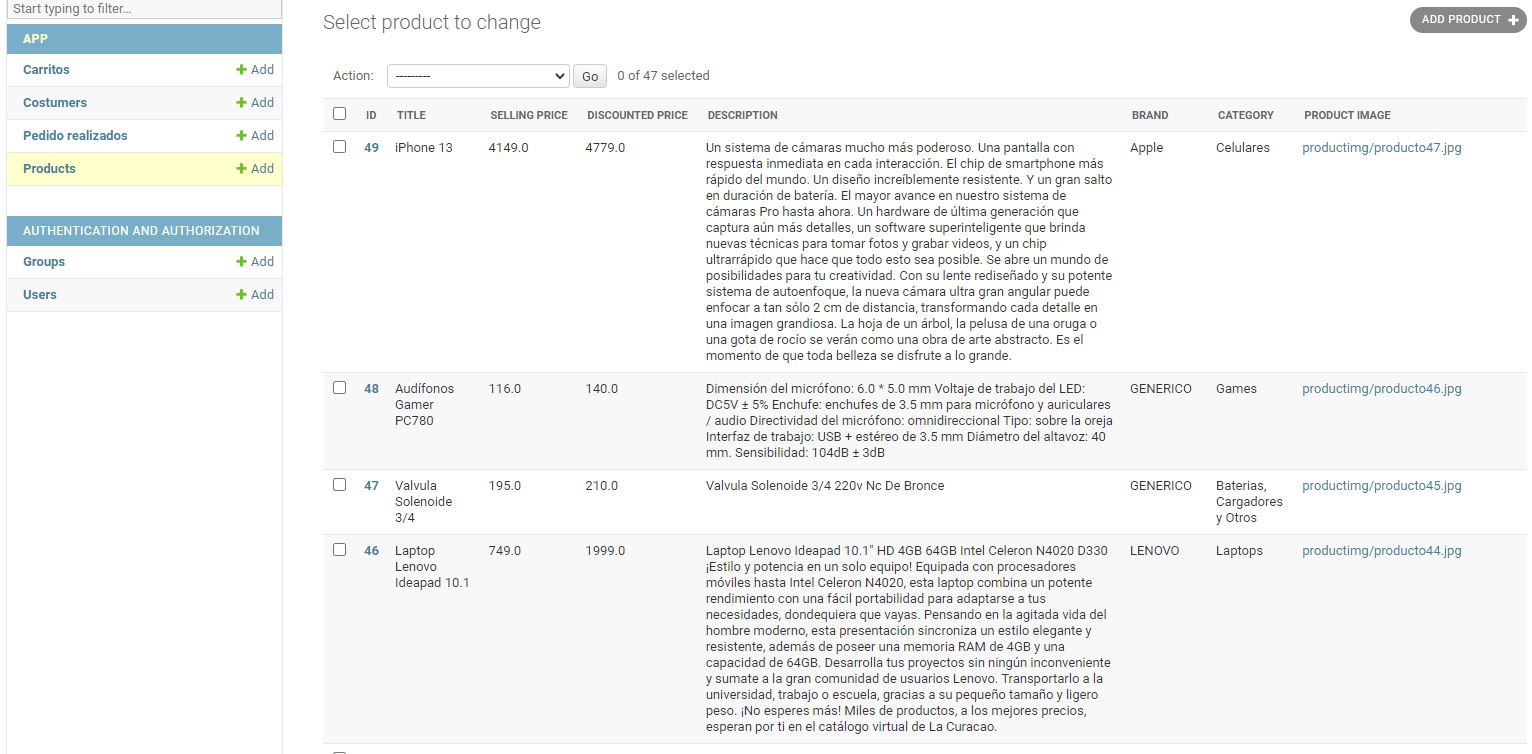 Start typing to filter...
APP
Carritos
Add
Costumers
Add
Pedido realizados
Add
Products
Add
AUTHENTICATION AND AUTHORIZATION
Groups
Add
Users
Add
Select product to change
ADD PRODUCT
Action:
---------
Go
0 of 47 selected
ID TITLE SELLING PRICE DISCOUNTED PRICE DESCRIPTION BRAND CATEGORY PRODUCT IMAGE
49
iPhone 13
4149.0
4779.0
Un sistema de cámaras mucho más poderoso. Una pantalla con
respuesta inmediata en cada interacción. El chip de smartphone más
rápido del mundo. Un diseño increíblemente resistente. Y un gran salto
en duración de batería. El mayor avance en nuestro sistema de
cámaras Pro hasta ahora. Un hardware de última generación que
captura aún más detalles, un software superinteligente que brinda
nuevas técnicas para tomar fotos y grabar videos, y un chip
ultrarrápido que hace que todo esto sea posible. Se abre un mundo de
posibilidades para tu creatividad. Con su lente rediseñado y su potente
sistema de autoenfoque, la nueva cámara ultra gran angular puede
enfocar a tan sólo 2 cm de distancia, transformando cada detalle en
una imagen grandiosa. La hoja de un árbol, la pelusa de una oruga o
una gota de rocío se verán como una obra de arte abstracto. Es el
momento de que toda belleza se disfrute a lo grande.
Apple
Celulares
productimg/producto47.jpg
48
Audífonos
Gamer
PC780
116.0
140.0
Dimensión del micrófono: 6.0 * 5.0 mm Voltaje de trabajo del LED:
DC5V ± 5% Enchufe: enchufes de 3.5 mm para micrófono y auriculares
/ audio Directividad del micrófono: omnidireccional Tipo: sobre la oreja
Interfaz de trabajo: USB + estéreo de 3.5 mm Diámetro del altavoz: 40
mm. Sensibilidad: 104dB ± 3dB
GENERICO
Games
productimg/producto46.jpg
47
Valvula
Solenoide
3/4
195.0
210.0
Valvula Solenoide 3/4 220v Nc De Bronce
GENERICO
Baterias,
Cargadores
y Otros
productimg/producto45.jpg
46
Laptop
Lenovo
Ideapad 10.1
749.0
1999.0
Laptop Lenovo Ideapad 10.1" HD 4GB 64GB Intel Celeron N4020 D330
¡Estilo y potencia en un solo equipo! Equipada con procesadores
móviles hasta Intel Celeron N4020, esta laptop combina un potente
rendimiento con una fácil portabilidad para adaptarse a tus
necesidades, dondequiera que vayas. Pensando en la agitada vida del
hombre moderno, esta presentación sincroniza un estilo elegante y
resistente, además de poseer una memoria RAM de 4GB y una
capacidad de 64GB. Desarrolla tus proyectos sin ningún inconveniente
y sumate a la gran comunidad de usuarios Lenovo. Transportarlo a la
universidad, trabajo o escuela, gracias a su pequeño tamaño y ligero
peso. ¡No esperes más! Miles de productos, a los mejores precios,
esperan por ti en el catálogo virtual de La Curacao.
LENOVO
Laptops
productimg/producto44.jpg